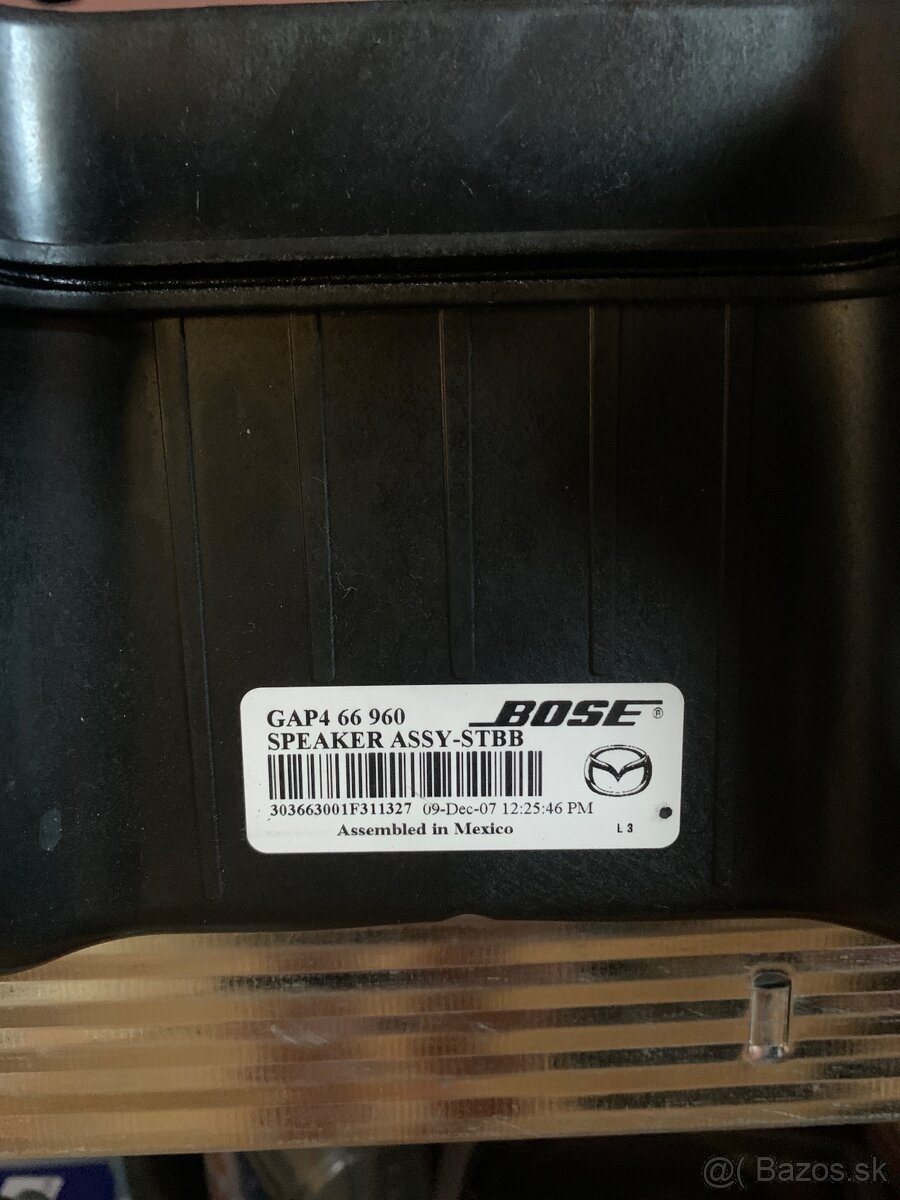 GAP4 66 960
BOSE®
SPEAKER ASSY-STBB
303663001F311327 09-Dec-07 12:25:46 PM
Assembled in Mexico
L 3
@( Bazos.sk